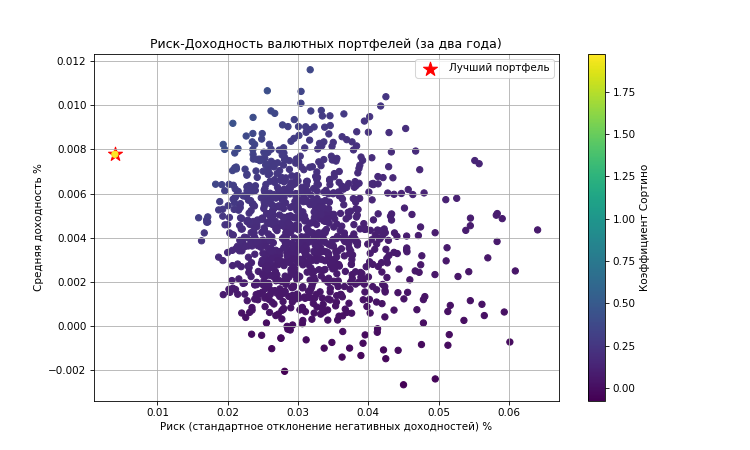 Риск-Доходность валютных портфелей (за два года)
Лучший портфель
Средняя доходность %
0.012
0.010
0.008
0.006
0.004
0.002
0.000
−0.002
0.01 0.02 0.03 0.04 0.05 0.06
Риск (стандартное отклонение негативных доходностей) %
1.75
1.50
1.25
1.00
0.75
0.50
0.25
0.00
Коэффициент Сортино